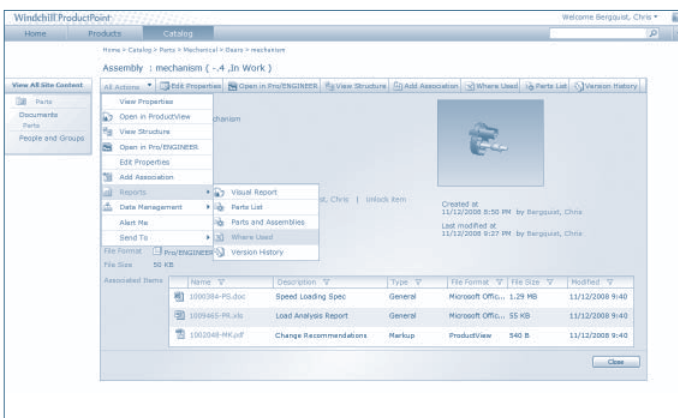 Windchill ProductPoint
Welcome Bergquist, Chris
Home Products Catalog
Home > Catalog > Parts > Mechanical > Gears > mechanism
Assembly : mechanism ( -.4 ,In Work )
View All Site Content
Parts
Documents
Parts
People and Groups
All Actions Edit Properties Open in Pro/ENGINEER View Structure Add Association Where Used Parts List Version History
View Properties
Open in ProductView
View Structure
Open in Pro/ENGINEER
Edit Properties
Add Association
Reports
Data Management
Alert Me
Send To
Visual Report
Parts List
Parts and Assemblies
Where Used
Version History
chanism
st, Chris | Unlock Item
Created at
11/12/2008 8:50 PM by Bergquist, Chris
Last modified at
11/12/2008 9:27 PM by Bergquist, Chris
File Format Pro/ENGINEER
File Size 50 KB
Associated Items
Name Description Type File Format File Size Modified
1000384-PS.doc Speed Loading Spec General Microsoft Offic... 1.29 MB 11/12/2008 9:40
1009465-PR.xls Load Analysis Report General Microsoft Offic... 55 KB 11/12/2008 9:40
1002048-MK.pvf Change Recommendations Markup ProductView 540 B 11/12/2008 9:40
Close